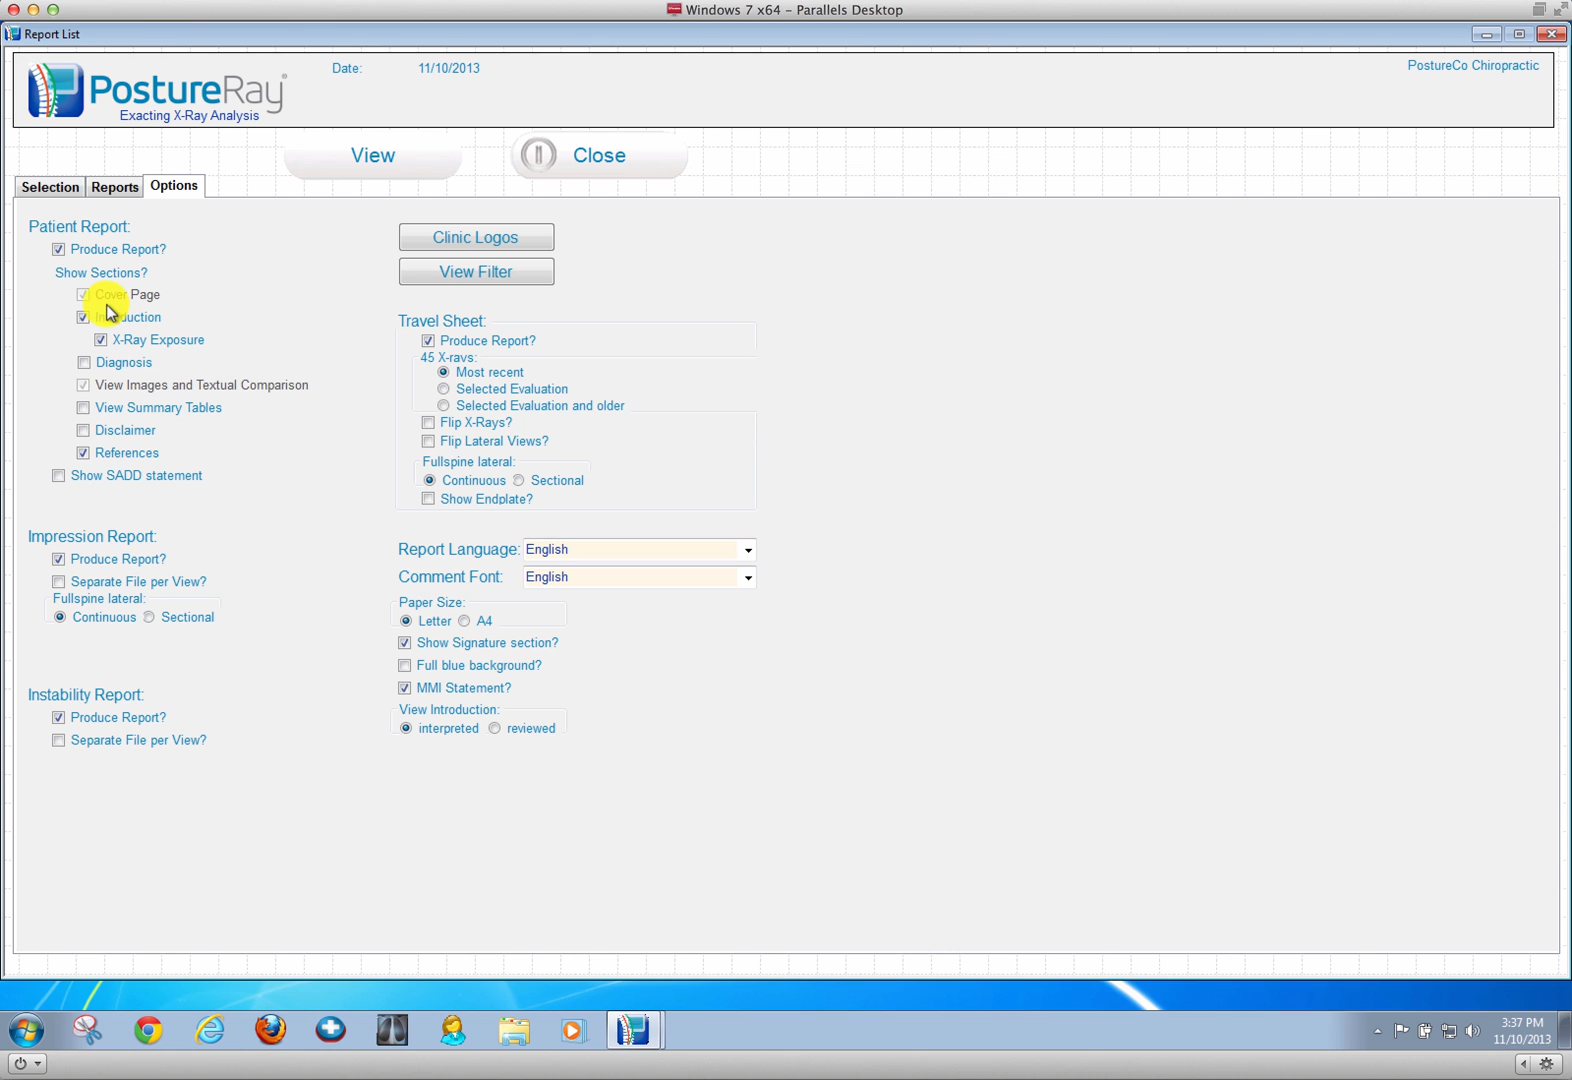 Windows 7 x64 – Parallels Desktop
Report List
PostureRay®
Exacting X-Ray Analysis
Date: 11/10/2013
PostureCo Chiropractic
View
Close
Selection Reports Options
Patient Report:
Produce Report?
Show Sections?
Cover Page
X-Ray Exposure
Diagnosis
View Images and Textual Comparison
View Summary Tables
Disclaimer
References
Show SADD statement
Impression Report:
Produce Report?
Separate File per View?
Fullspine lateral:
Continuous Sectional
Instability Report:
Produce Report?
Separate File per View?
Clinic Logos
View Filter
Travel Sheet:
Produce Report?
45 X-rays:
Most recent
Selected Evaluation
Selected Evaluation and older
Flip X-Rays?
Flip Lateral Views?
Fullspine lateral:
Continuous Sectional
Show Endplate?
Report Language: English
Comment Font: English
Paper Size:
Letter A4
Show Signature section?
Full blue background?
MMI Statement?
View Introduction:
interpreted reviewed
3:37 PM
11/10/2013